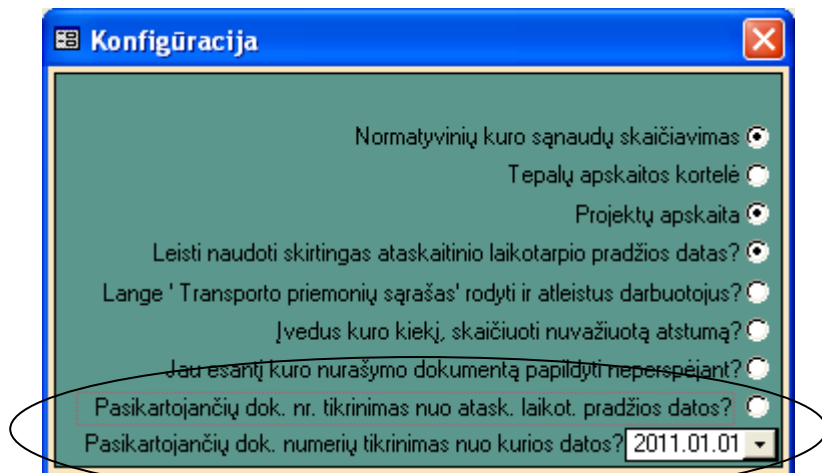 Konfigūracija
Normatyvinių kuro sąnaudų skaičiavimas
Tepalų apskaitos kortelė
Projektų apskaita
Leisti naudoti skirtingas ataskaitinio laikotarpio pradžios datas?
Lange ' Transporto priemonių sąrašas' rodyti ir atleistus darbuotojus?
Įvedus kuro kiekį, skaičiuoti nuvažiuotą atstumą?
Jau esantį kuro nurašymo dokumentą papildyti neperspėjant?
Pasikartojančių dok. nr. tikrinimas nuo atask. laikot. pradžios datos?
Pasikartojančių dok. numerių tikrinimas nuo kurios datos? 2011.01.01